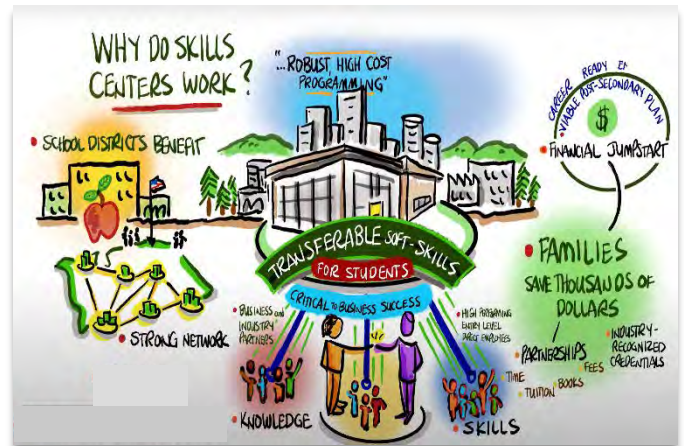 WHY DO SKILLS
CENTERS WORK?
"...ROBUST, HIGH COST
PROGRAMMING"
CAREER READY
VIABLE POST-SECONDARY PLAN
$
• FINANCIAL JUMPSTART
• SCHOOL DISTRICTS BENEFIT
TRANSFERABLE SOFT-SKILLS
FOR STUDENTS
CRITICAL TO BUSINESS SUCCESS
• STRONG NETWORK
• BUSINESS and
INDUSTRY
PARTNERS
• HIGH PERFORMING
ENTRY LEVEL
EMPLOYEES
• KNOWLEDGE
• SKILLS
• FAMILIES
SAVE THOUSANDS OF
DOLLARS
• PARTNERSHIPS
• INDUSTRY-
RECOGNIZED
CREDENTIALS
• FEES
• TIME
• BOOKS
• TUITION